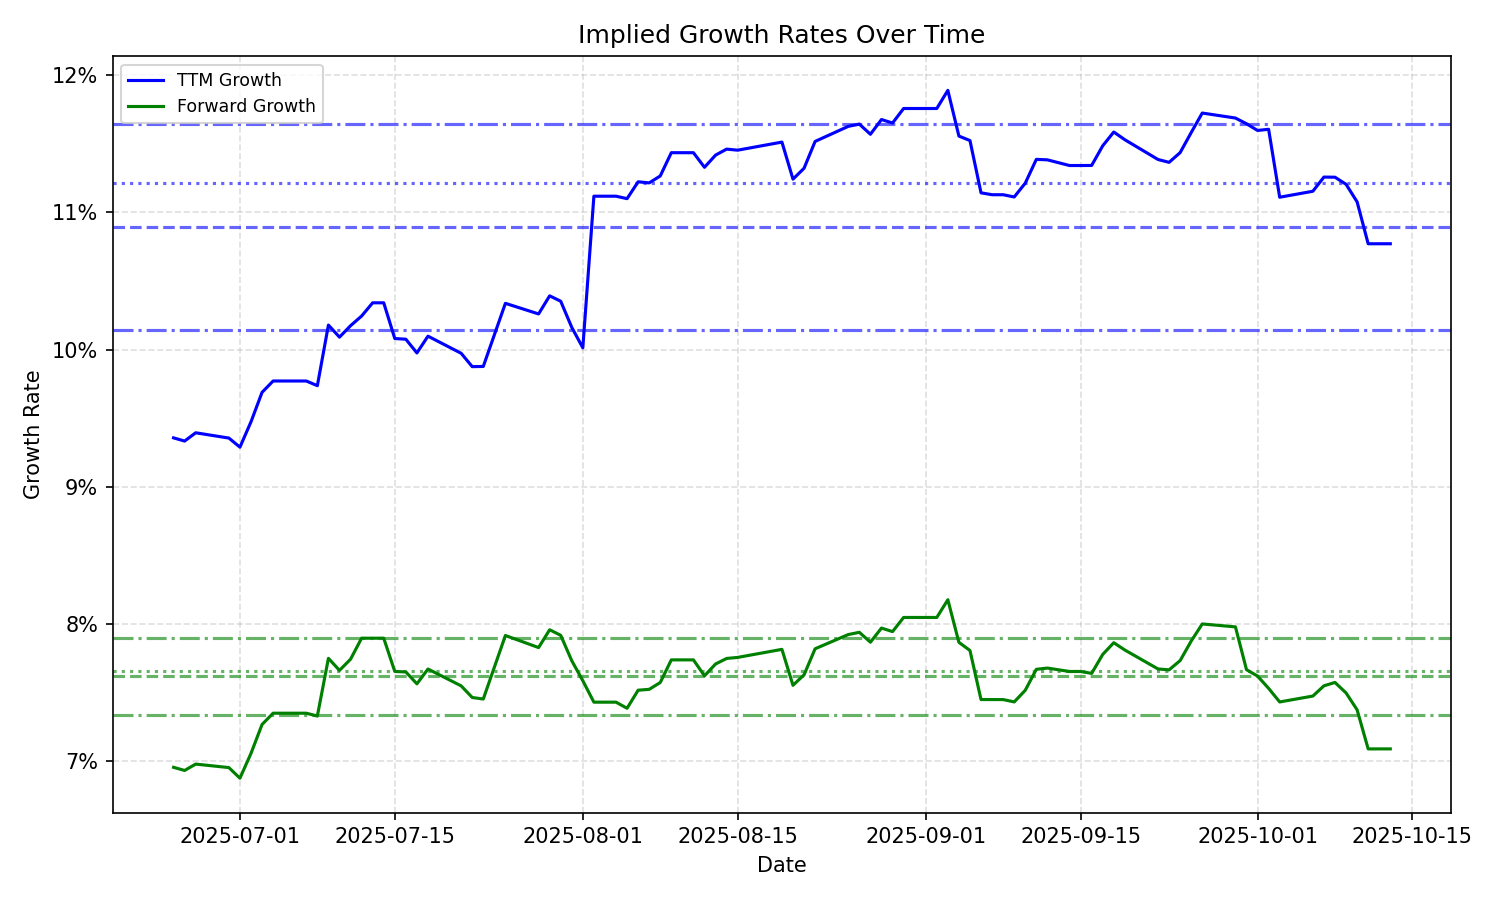 Implied Growth Rates Over Time
TTM Growth
Forward Growth
12%
11%
10%
9%
8%
7%
Growth Rate
2025-07-01
2025-07-15
2025-08-01
2025-08-15
2025-09-01
2025-09-15
2025-10-01
2025-10-15
Date